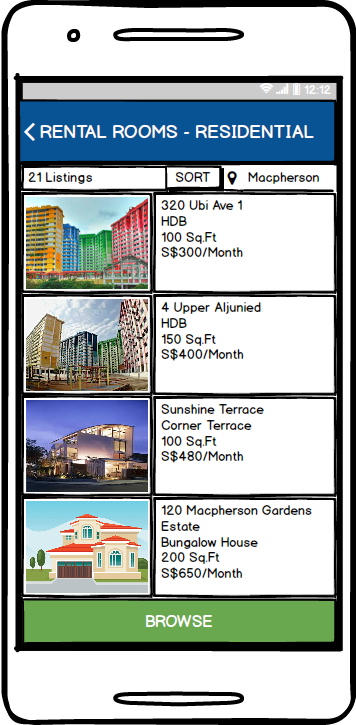 12:12
RENTAL ROOMS - RESIDENTIAL
21 Listings
SORT
Macpherson
320 Ubi Ave 1
HDB
100 Sq.Ft
S$300/Month
4 Upper Aljunied
HDB
150 Sq.Ft
S$400/Month
Sunshine Terrace
Corner Terrace
100 Sq.Ft
S$480/Month
120 Macpherson Gardens
Estate
Bungalow House
200 Sq.Ft
S$650/Month
BROWSE